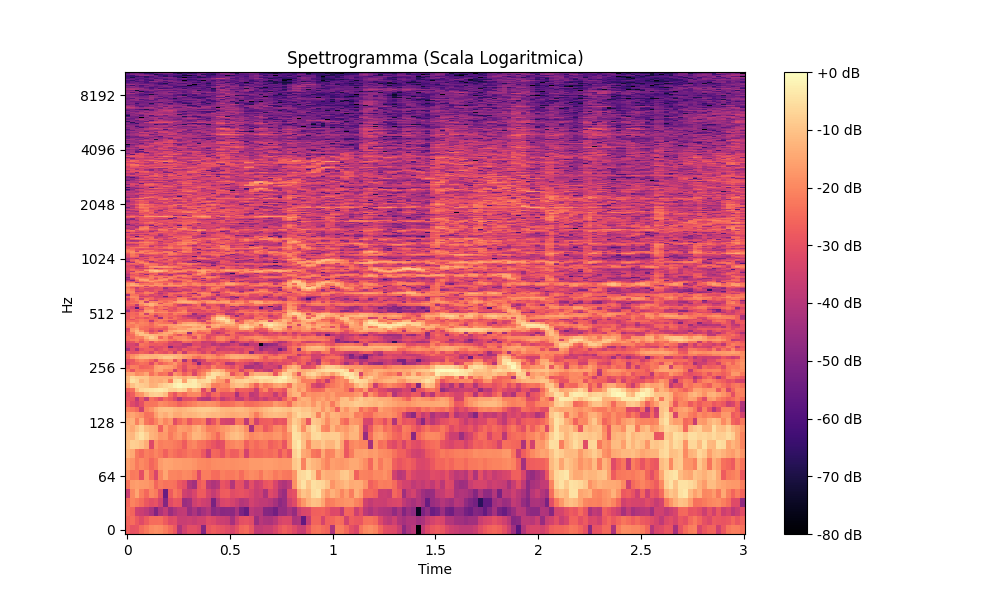 Spettrogramma (Scala Logaritmica)
8192
4096
2048
1024
512
256
128
64
0
Hz
0
0.5
1
1.5
2
2.5
3
Time
+0 dB
-10 dB
-20 dB
-30 dB
-40 dB
-50 dB
-60 dB
-70 dB
-80 dB